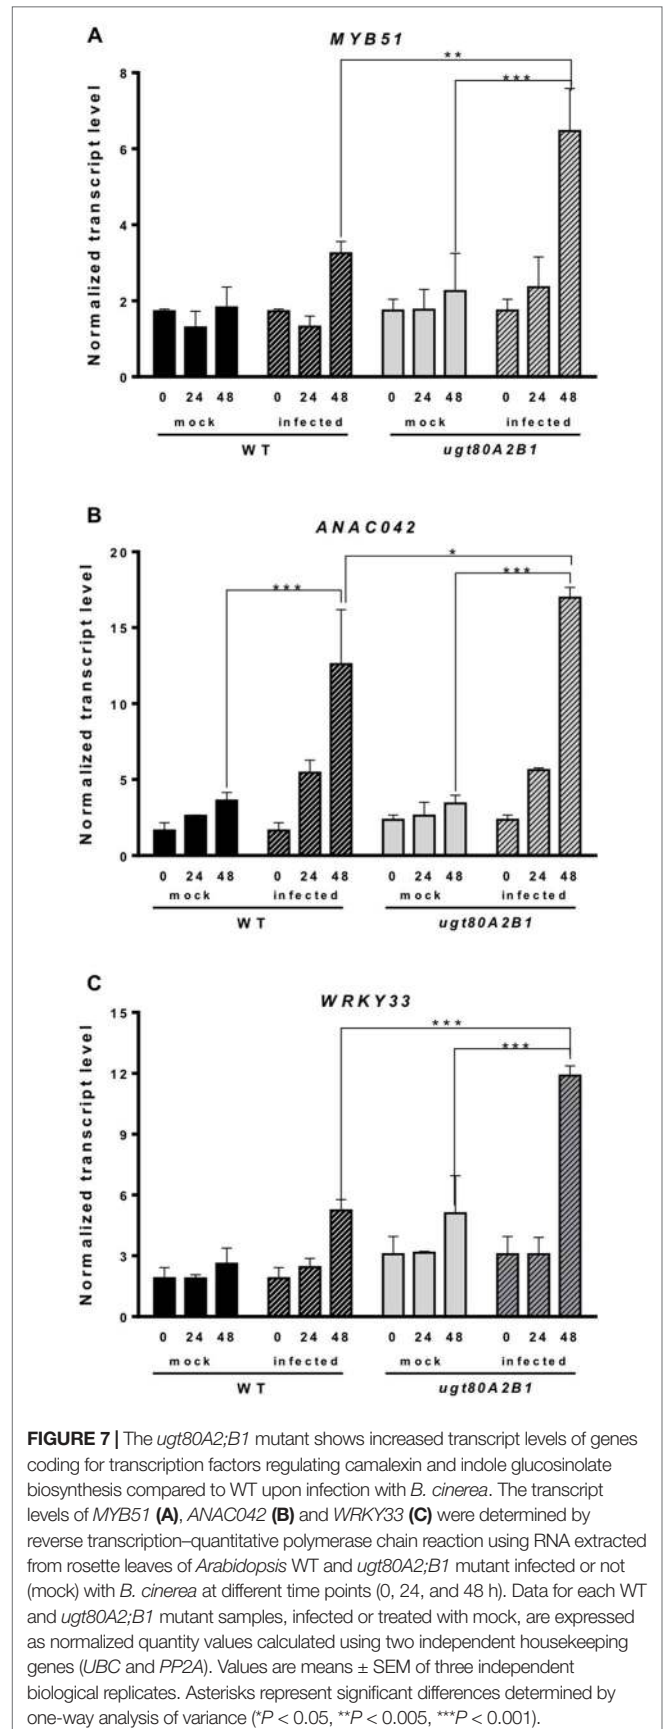 A
MYB51
**
***
Normalized transcript level
8
6
4
2
0
0 24 48 0 24 48 0 24 48 0 24 48
mock infected mock infected
WT ugt80A2B1
B
ANAC042
*
***
***
Normalized transcript level
20
15
10
5
0
0 24 48 0 24 48 0 24 48 0 24 48
mock infected mock infected
WT ugt80A2B1
C
WRKY33
***
***
Normalized transcript level
15
12
9
6
3
0
0 24 48 0 24 48 0 24 48 0 24 48
mock infected mock infected
WT ugt80A2B1
FIGURE 7 | The ugt80A2;B1 mutant shows increased transcript levels of genes
coding for transcription factors regulating camalexin and indole glucosinolate
biosynthesis compared to WT upon infection with B. cinerea. The transcript
levels of MYB51 (A), ANAC042 (B) and WRKY33 (C) were determined by
reverse transcription–quantitative polymerase chain reaction using RNA extracted
from rosette leaves of Arabidopsis WT and ugt80A2;B1 mutant infected or not
(mock) with B. cinerea at different time points (0, 24, and 48 h). Data for each WT
and ugt80A2;B1 mutant samples, infected or treated with mock, are expressed
as normalized quantity values calculated using two independent housekeeping
genes (UBC and PP2A). Values are means ± SEM of three independent
biological replicates. Asterisks represent significant differences determined by
one-way analysis of variance (*P < 0.05, **P < 0.005, ***P < 0.001).